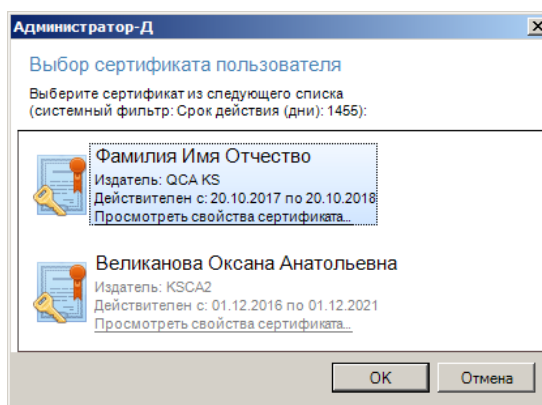 Администратор-Д
Выбор сертификата пользователя
Выберите сертификат из следующего списка
(системный фильтр: Срок действия (дни): 1455):
Фамилия Имя Отчество
Издатель: QCA KS
Действителен с: 20.10.2017 по 20.10.2018
Просмотреть свойства сертификата...
Великанова Оксана Анатольевна
Издатель: KSCA2
Действителен с: 01.12.2016 по 01.12.2021
Просмотреть свойства сертификата...
OK Отмена